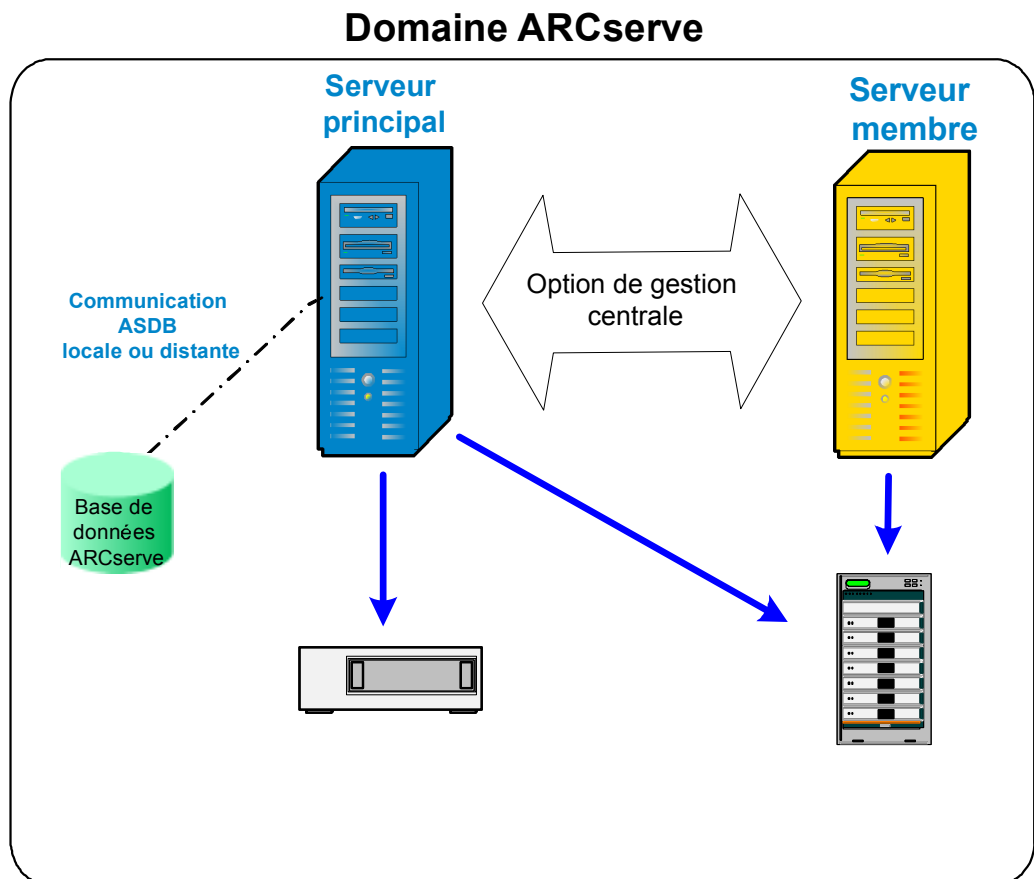 Domaine ARCserve
Serveur
principal
Serveur
membre
Option de gestion
centrale
Communication
ASDB
locale ou distante
Base de
données
ARCserve